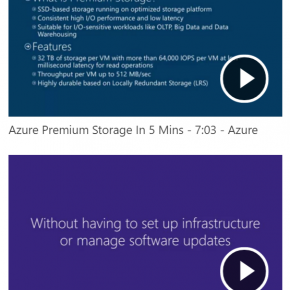 What is Premium Storage?
SSD-based storage running on optimized storage platform
Consistent high I/O performance and low latency
Suitable for I/O-sensitive workloads like OLTP, Big Data and Data
Warehousing
Features
32 TB of storage per VM with more than 64,000 IOPS per VM at
millisecond latency for read operations
Throughput per VM up to 512 MB/sec
Highly durable based on Locally Redundant Storage (LRS)
Azure Premium Storage In 5 Mins - 7:03 - Azure
Without having to set up infrastructure
or manage software updates